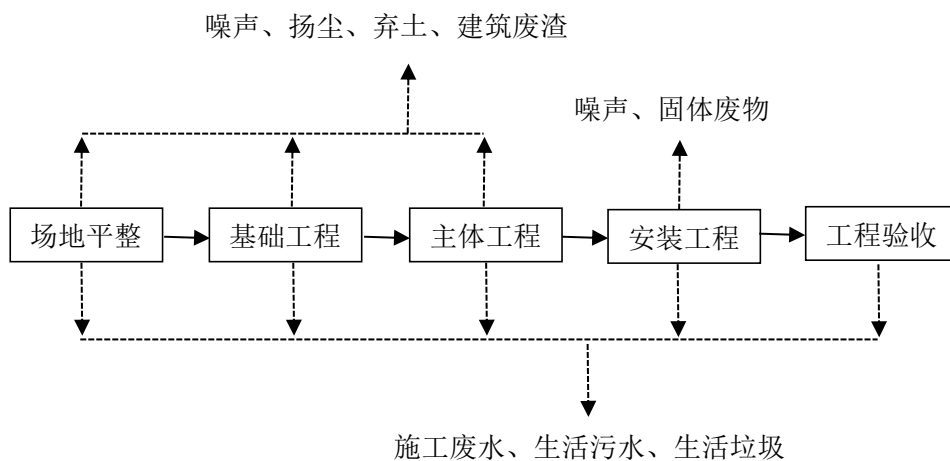 噪声、扬尘、弃土、建筑废渣
噪声、固体废物
场地平整
基础工程
主体工程
安装工程
工程验收
施工废水、生活污水、生活垃圾